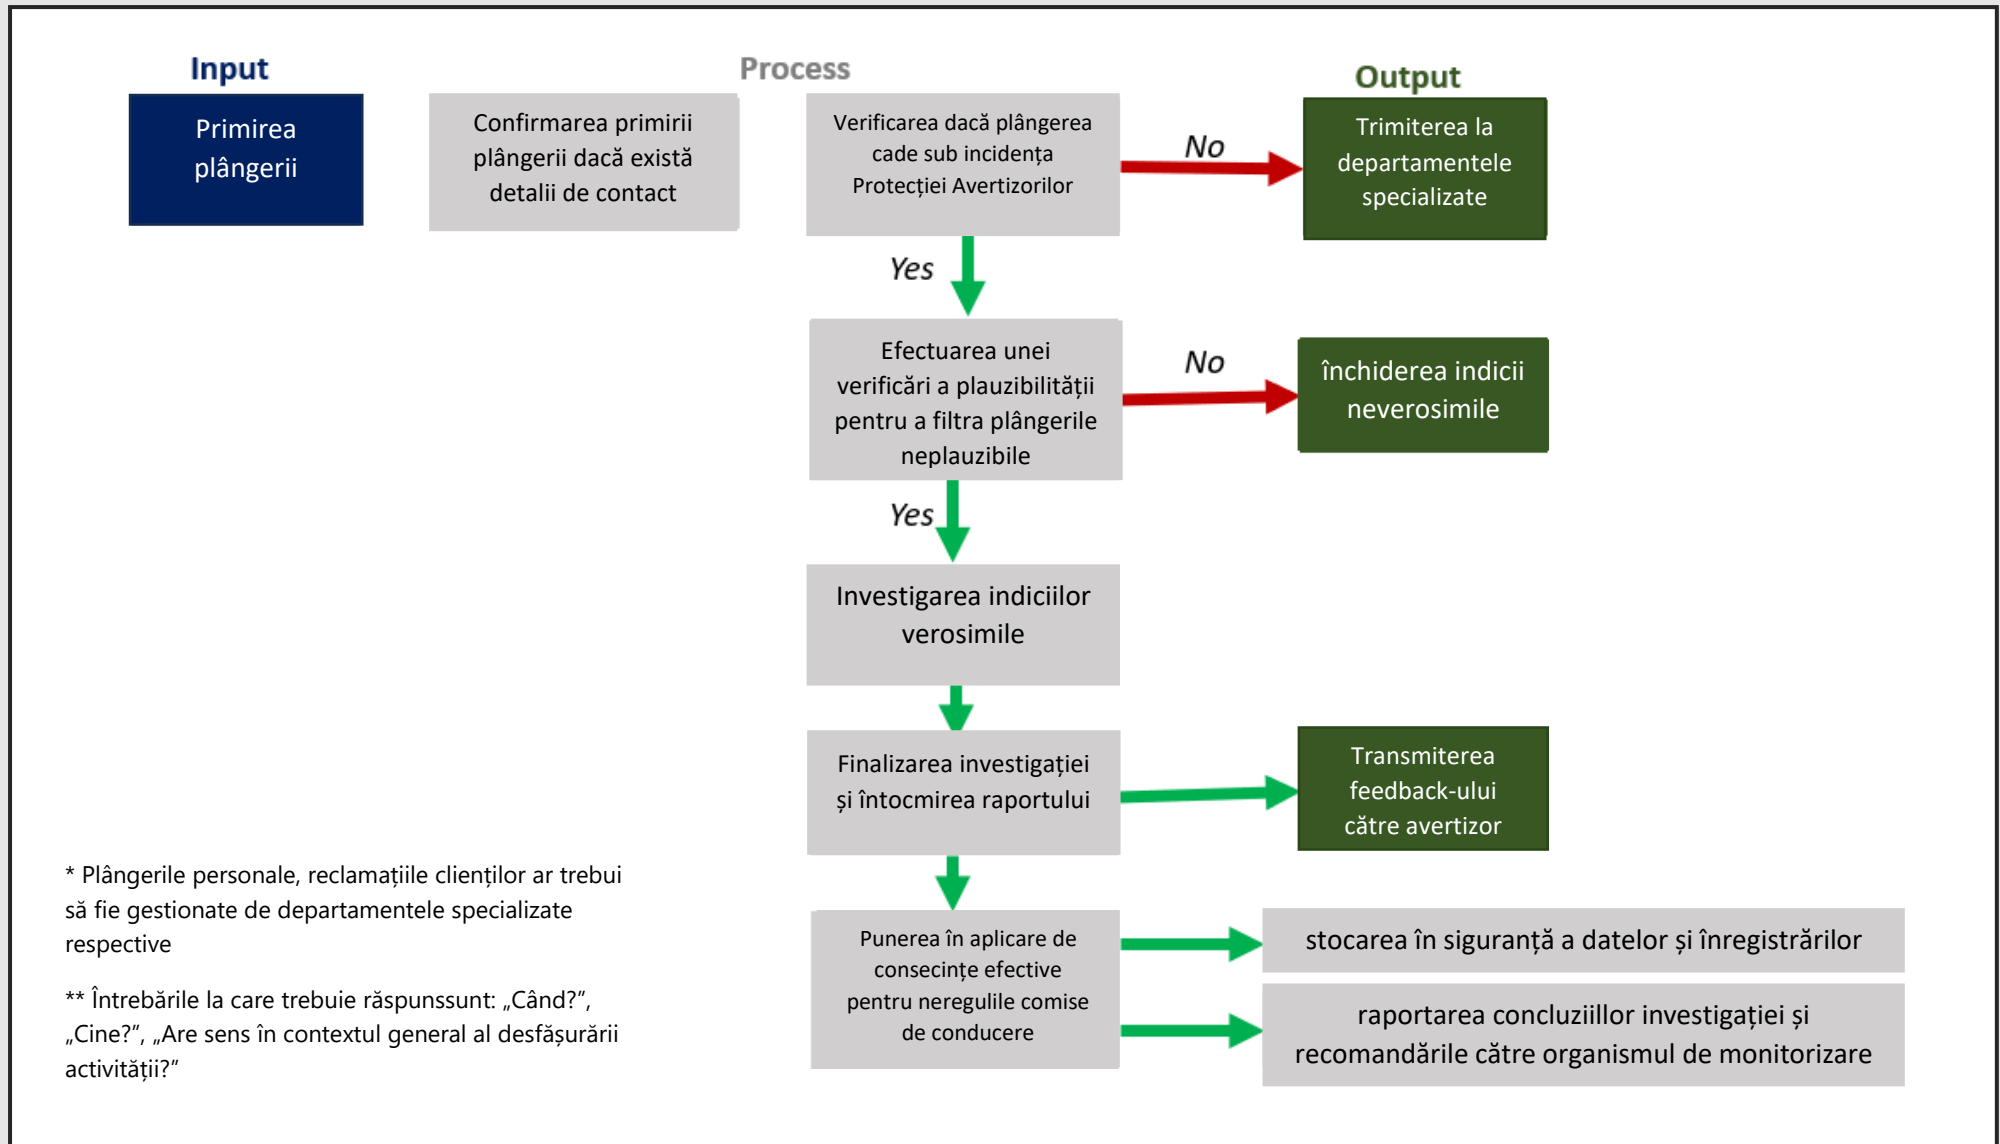 Input
Process
Output
Primirea
plângerii
Confirmarea primirii
plângerii dacă există
detalii de contact
Verificarea dacă plângerea
cade sub incidența
Protecției Avertizorilor
No
Trimiterea la
departamentele
specializate
Yes
Efectuarea unei
verificări a plauzibilității
pentru a filtra plângerile
neplauzibile
No
închiderea indicii
neverosimile
Yes
Investigarea indiciilor
verosimile
Finalizarea investigației
și întocmirea raportului
Transmiterea
feedback-ului
către avertizor
Punerea în aplicare de
consecințe efective
pentru neregulile comise
de conducere
stocarea în siguranță a datelor și înregistrărilor
raportarea concluziillor investigației și
recomandările către organismul de monitorizare
* Plângerile personale, reclamațiile clienților ar trebui
să fie gestionate de departamentele specializate
respective
** Întrebările la care trebuie răspunssunt: „Când?”,
„Cine?”, „Are sens în contextul general al desfășurării
activității?”